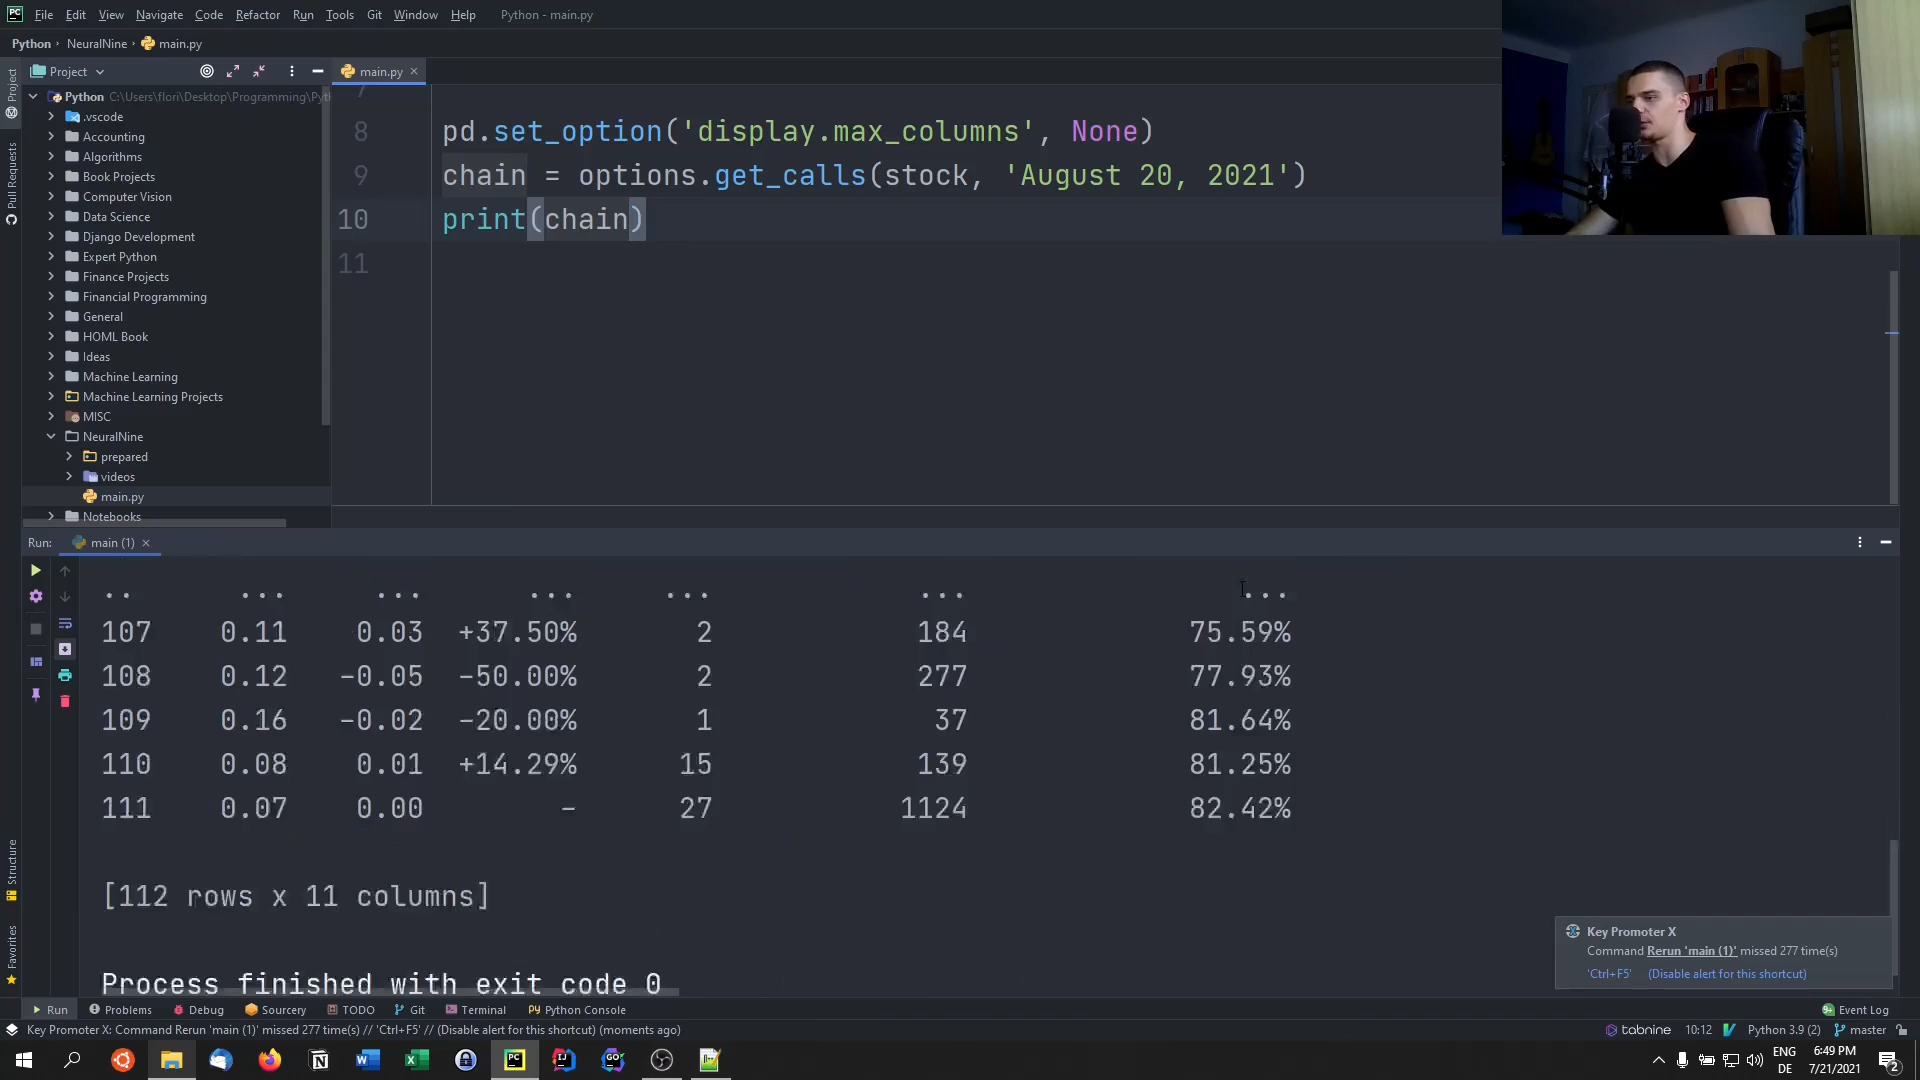 File Edit View Navigate Code Refactor Run Tools Git Window Help Python - main.py
Python NeuralNine main.py
Project
main.py
Project
Pull Requests
Structure
Favorites
Python C:\Users\flori\Desktop\Programming\Pyth
.vscode
Accounting
Algorithms
Book Projects
Computer Vision
Data Science
Django Development
Expert Python
Finance Projects
Financial Programming
General
HOML Book
Ideas
Machine Learning
Machine Learning Projects
MISC
NeuralNine
prepared
videos
main.py
Notebooks
7
8 pd.set_option('display.max_columns', None)
9 chain = options.get_calls(stock, 'August 20, 2021')
10 print(chain)
11
Run: main (1)
.. ... ... ... ... ... ...
107 0.11 0.03 +37.50% 2 184 75.59%
108 0.12 -0.05 -50.00% 2 277 77.93%
109 0.16 -0.02 -20.00% 1 37 81.64%
110 0.08 0.01 +14.29% 15 139 81.25%
111 0.07 0.00 - 27 1124 82.42%
[112 rows x 11 columns]
Process finished with exit code 0
Key Promoter X
Command Rerun 'main (1)' missed 277 time(s)
'Ctrl+F5' (Disable alert for this shortcut)
Run Problems Debug Sourcery TODO Git Terminal Python Console Event Log
Key Promoter X: Command Rerun 'main (1)' missed 277 time(s) // 'Ctrl+F5' // (Disable alert for this shortcut) (moments ago) tabnine 10:12 Python 3.9 (2) master
ENG
DE
6:49 PM
7/21/2021
2